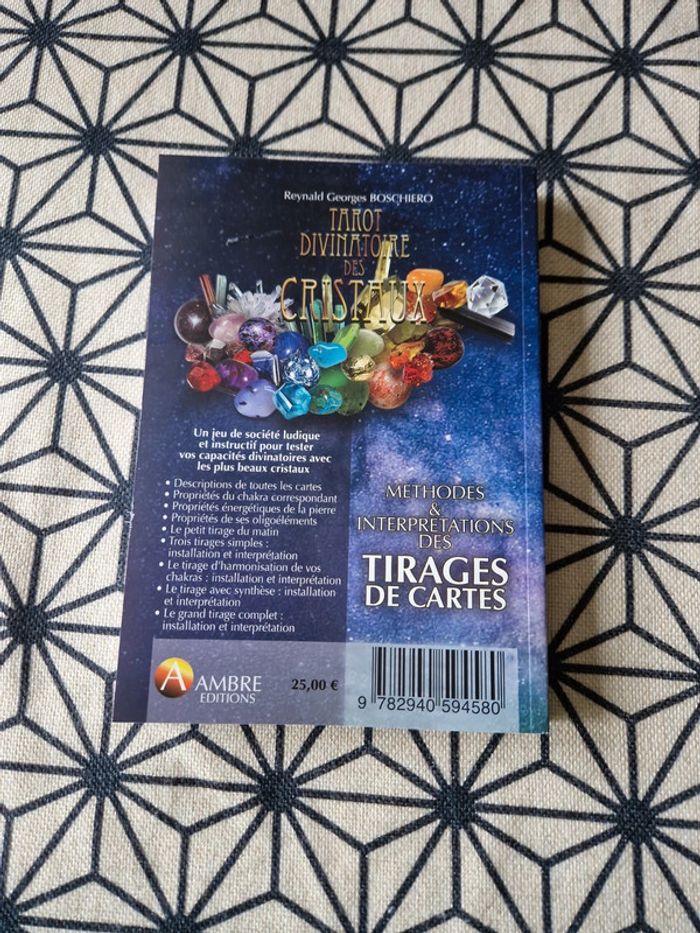 Reynald Georges BOSCHIERO
TAROT
DIVINATOIRE
DES
CRISTAUX
Un jeu de société ludique
et instructif pour tester
vos capacités divinatoires avec
les plus beaux cristaux
• Descriptions de toutes les cartes
• Propriétés du chakra correspondant
• Propriétés énergétiques de la pierre
• Propriétés de ses oligoéléments
• Le petit tirage du matin
• Trois tirages simples :
installation et interprétation
• Le tirage d'harmonisation de vos
chakras : installation et interprétation
• Le tirage avec synthèse : installation
et interprétation
• Le grand tirage complet :
installation et interprétation
METHODES
&
INTERPRETATIONS
DES
TIRAGES
DE CARTES
A AMBRE
EDITIONS
25,00 €
9 782940 594580